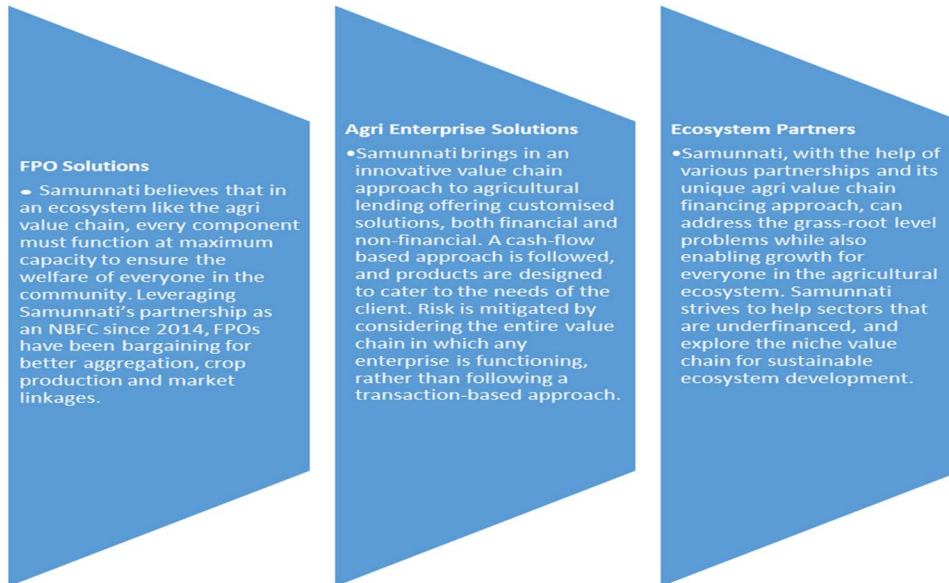 FPO Solutions
• Samunnati believes that in
an ecosystem like the agri
value chain, every component
must function at maximum
capacity to ensure the
welfare of everyone in the
community. Leveraging
Samunnati's partnership as
an NBFC since 2014, FPOs
have been bargaining for
better aggregation, crop
production and market
linkages.
Agri Enterprise Solutions
•Samunnati brings in an
innovative value chain
approach to agricultural
lending offering customised
solutions, both financial and
non-financial. A cash-flow
based approach is followed,
and products are designed
to cater to the needs of the
client. Risk is mitigated by
considering the entire value
chain in which any
enterprise is functioning,
rather than following a
transaction-based approach.
Ecosystem Partners
•Samunnati, with the help of
various partnerships and its
unique agri value chain
financing approach, can
address the grass-root level
problems while also
enabling growth for
everyone in the agricultural
ecosystem. Samunnati
strives to help sectors that
are underfinanced, and
explore the niche value
chain for sustainable
ecosystem development.